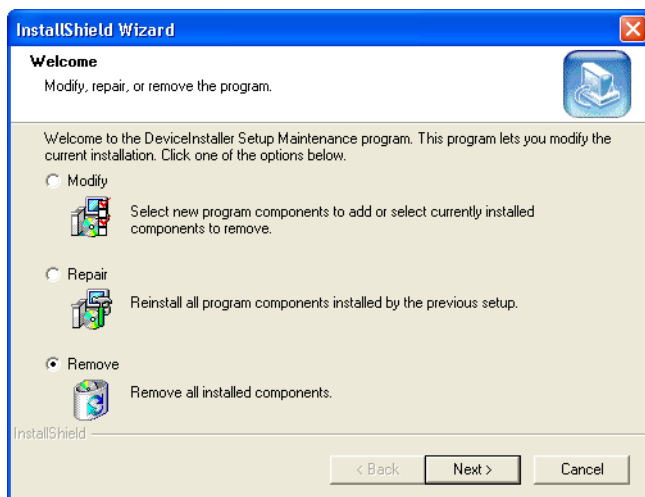 InstallShield Wizard
Welcome
Modify, repair, or remove the program.
Welcome to the DeviceInstaller Setup Maintenance program. This program lets you modify the
current installation. Click one of the options below.
Modify
Select new program components to add or select currently installed
components to remove.
Repair
Reinstall all program components installed by the previous setup.
Remove
Remove all installed components.
InstallShield
< Back Next > Cancel